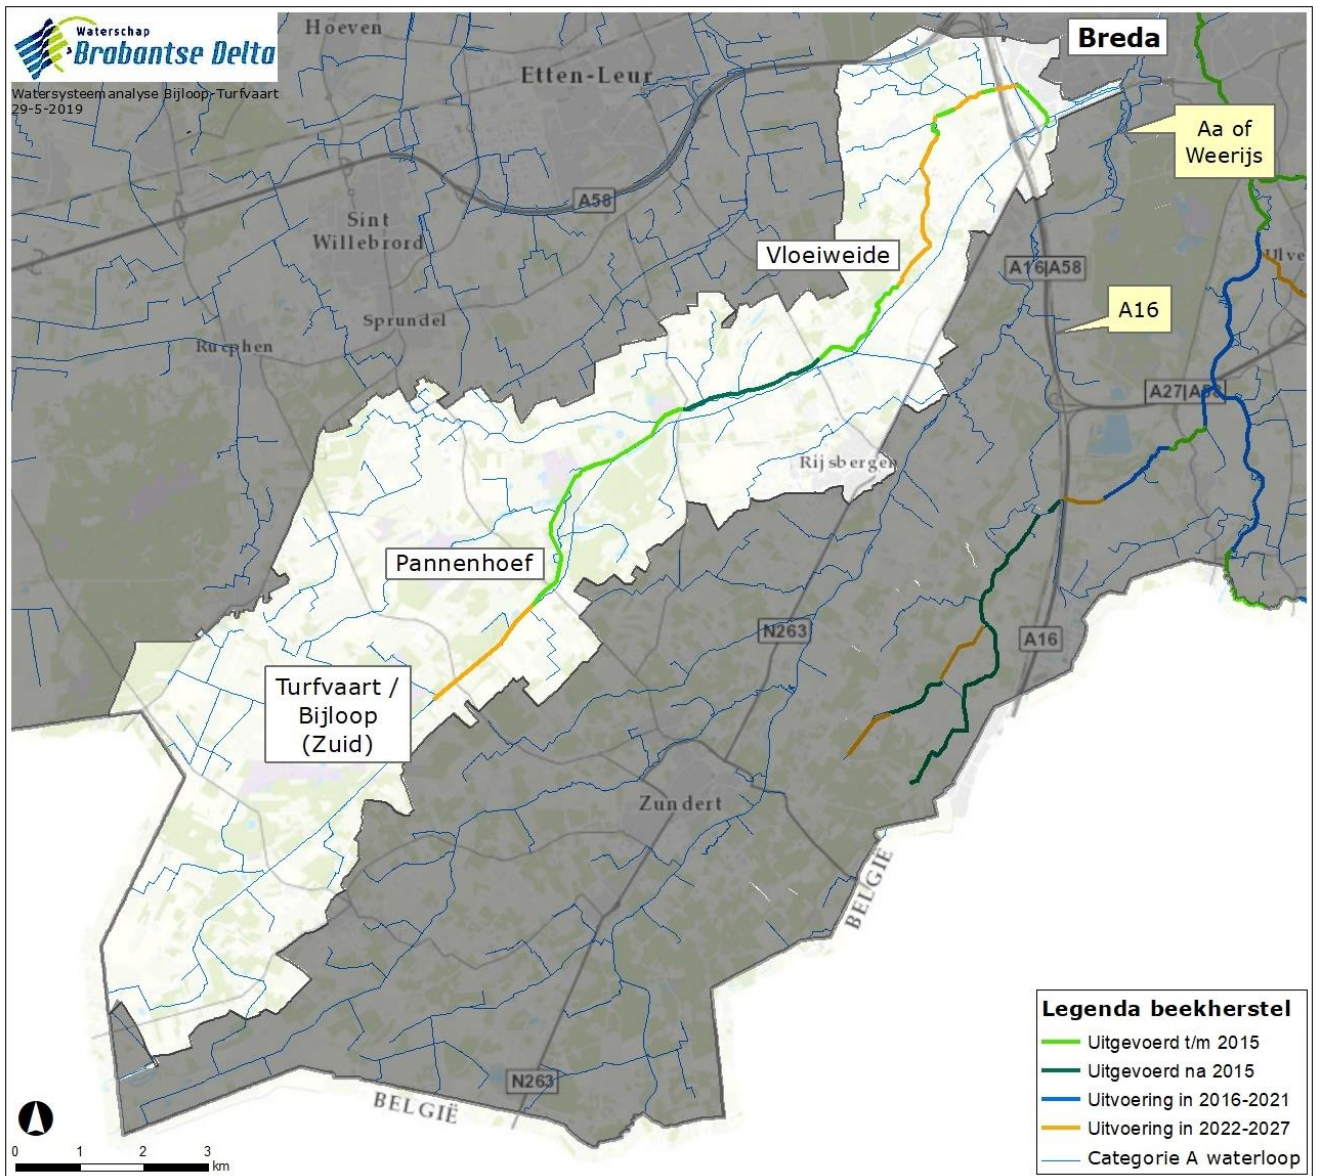 Waterschap
Brabantse Delta
Watersysteemanalyse Bijloop-Turfvaart
29-5-2019
Hoeven
Etten-Leur
Breda
Aa of
Weerijs
A58
Sint
Willebrord
Vloeiweide
A16|A58
Ulve
A16
Sprundel
Rucphen
A27|A58
Rijsbergen
Pannenhoef
N263
A16
Turfvaart /
Bijloop
(Zuid)
Zundert
BELGIË
N263
BELGIË
Legenda beekherstel
Uitgevoerd t/m 2015
Uitgevoerd na 2015
Uitvoering in 2016-2021
Uitvoering in 2022-2027
Categorie A waterloop
0 1 2 3
km